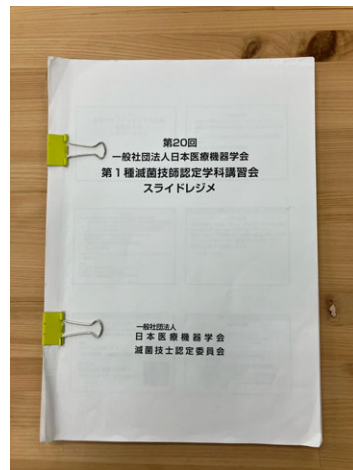 第20回
一般社団法人日本医療機器学会
第1種滅菌技師認定学科講習会
スライドレジメ
一般社団法人
日本医療機器学会
滅菌技士認定委員会